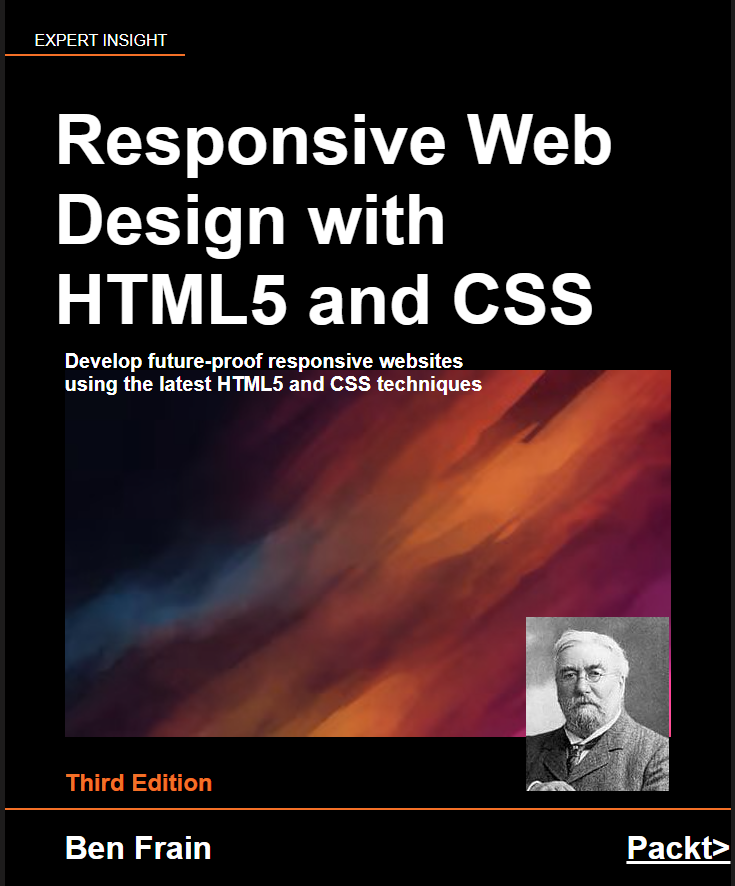 EXPERT INSIGHT
Responsive Web
Design with
HTML5 and CSS
Develop future-proof responsive websites
using the latest HTML5 and CSS techniques
Third Edition
Ben Frain
Packt>